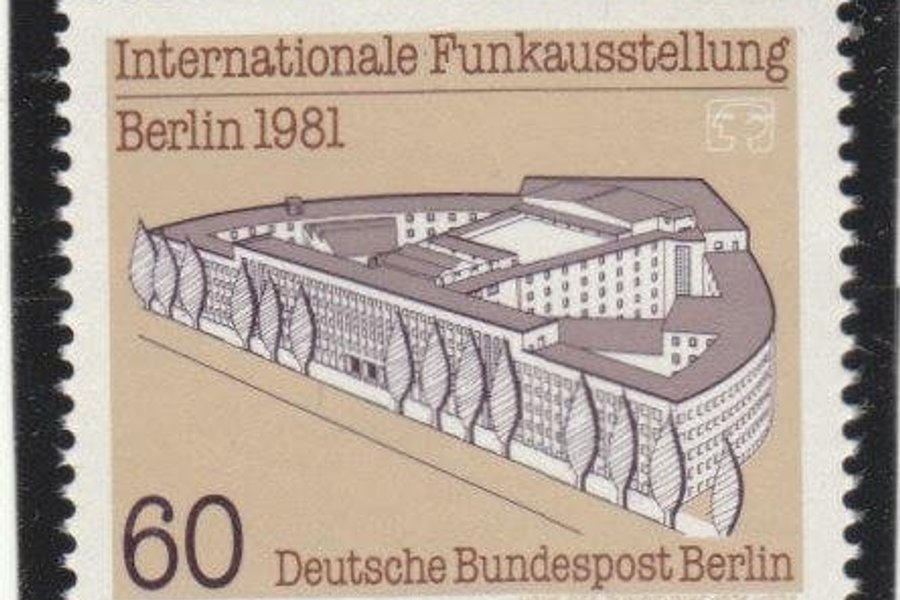 Internationale Funkausstellung
Berlin 1981
60
Deutsche Bundespost Berlin